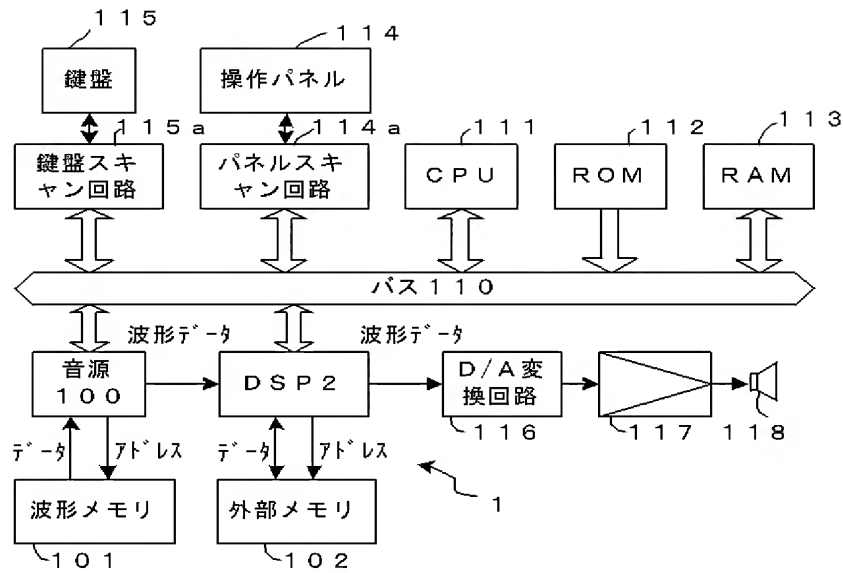 １１５
１１４
鍵盤
操作パネル
１１５ａ
１１４ａ
１１１
１１２
１１３
鍵盤スキ
ャン回路
パネルスキ
ャン回路
ＣＰＵ
ＲＯＭ
ＲＡＭ
バス１１０
波形ﾃﾞｰﾀ
波形ﾃﾞｰﾀ
音源
１００
ＤＳＰ２
Ｄ／Ａ変
換回路
１１６
１１７
１１８
ﾃﾞｰﾀ
ｱﾄﾞﾚｽ
ﾃﾞｰﾀ
ｱﾄﾞﾚｽ
１
波形メモリ
外部メモリ
１０１
１０２